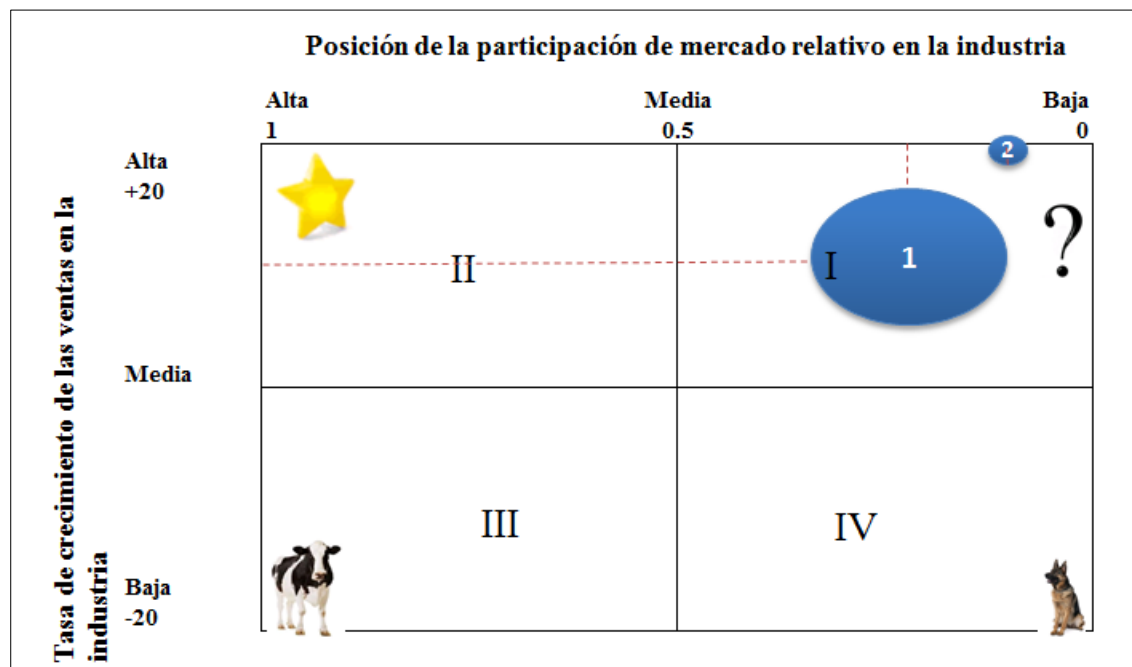 Posición de la participación de mercado relativo en la industria
Alta
Media
Baja
1
0.5
0
Tasa de crecimiento de las ventas en la
industria
Alta
+20
2
?
II
I
1
Media
III
IV
Baja
-20